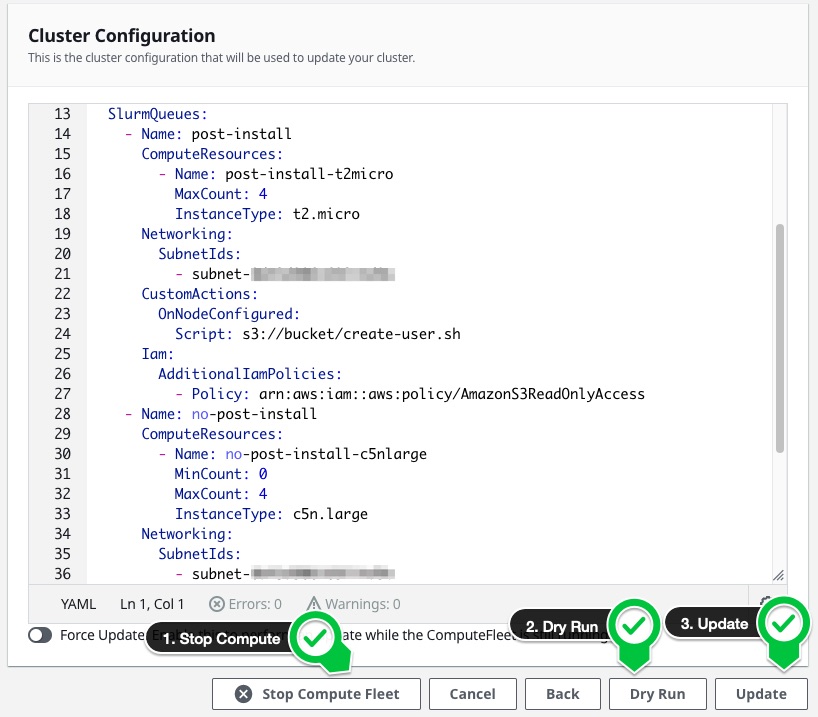 Cluster Configuration
This is the cluster configuration that will be used to update your cluster.
13 SlurmQueues:
14 - Name: post-install
15 ComputeResources:
16 - Name: post-install-t2micro
17 MaxCount: 4
18 InstanceType: t2.micro
19 Networking:
20 SubnetIds:
21 - subnet-
22 CustomActions:
23 OnNodeConfigured:
24 Script: s3://bucket/create-user.sh
25 Iam:
26 AdditionalIamPolicies:
27 - Policy: arn:aws:iam::aws:policy/AmazonS3ReadOnlyAccess
28 - Name: no-post-install
29 ComputeResources:
30 - Name: no-post-install-c5nlarge
31 MinCount: 0
32 MaxCount: 4
33 InstanceType: c5n.large
34 Networking:
35 SubnetIds:
36 - subnet-
YAML Ln 1, Col 1 Errors: 0 Warnings: 0
Force Update while the ComputeFleet is
1. Stop Compute
2. Dry Run
3. Update
Stop Compute Fleet Cancel Back Dry Run Update